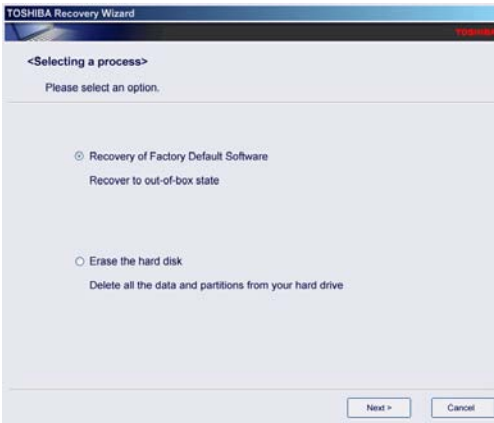 TOSHIBA Recovery Wizard
TOSHIBA
<Selecting a process>
Please select an option.
Recovery of Factory Default Software
Recover to out-of-box state
Erase the hard disk
Delete all the data and partitions from your hard drive
Next >
Cancel